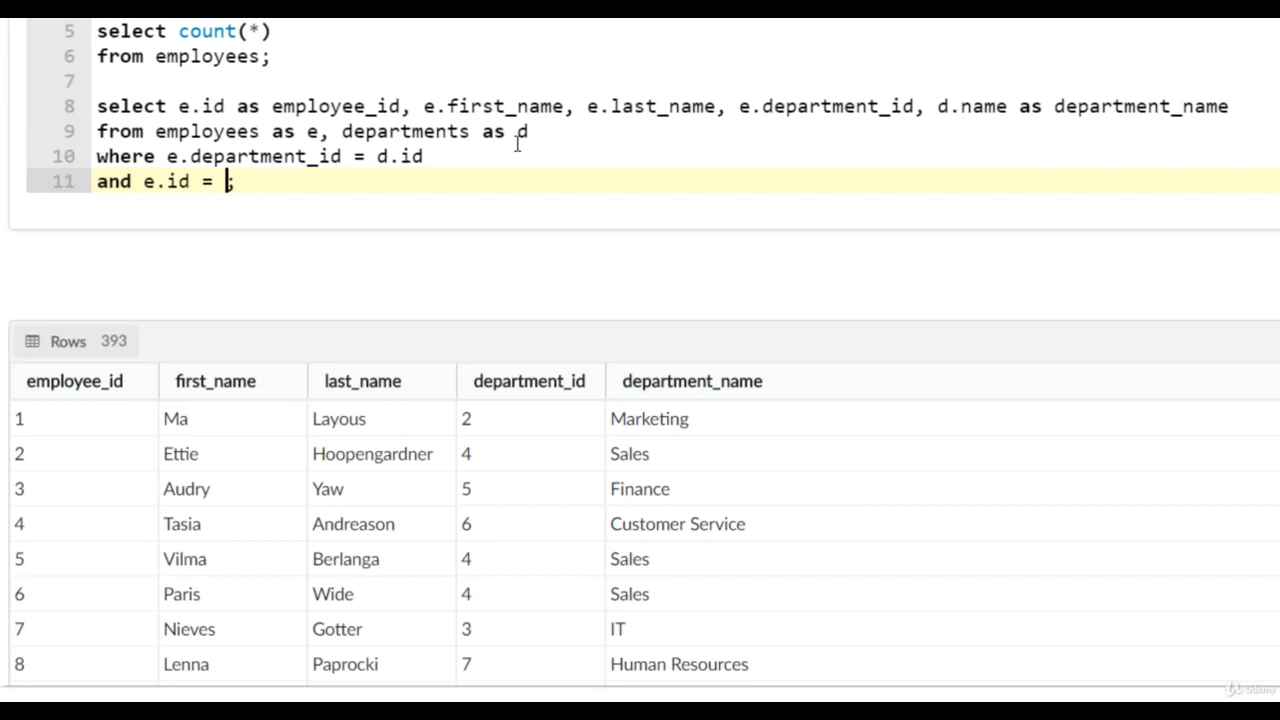 5 select count(*)
6 from employees;
7
8 select e.id as employee_id, e.first_name, e.last_name, e.department_id, d.name as department_name
9 from employees as e, departments as d
10 where e.department_id = d.id
11 and e.id = ;
Rows 393
employee_id first_name last_name department_id department_name
1 Ma Layous 2 Marketing
2 Ettie Hoopengardner 4 Sales
3 Audry Yaw 5 Finance
4 Tasia Andreason 6 Customer Service
5 Vilma Berlanga 4 Sales
6 Paris Wide 4 Sales
7 Nieves Gotter 3 IT
8 Lenna Paprocki 7 Human Resources
Udemy